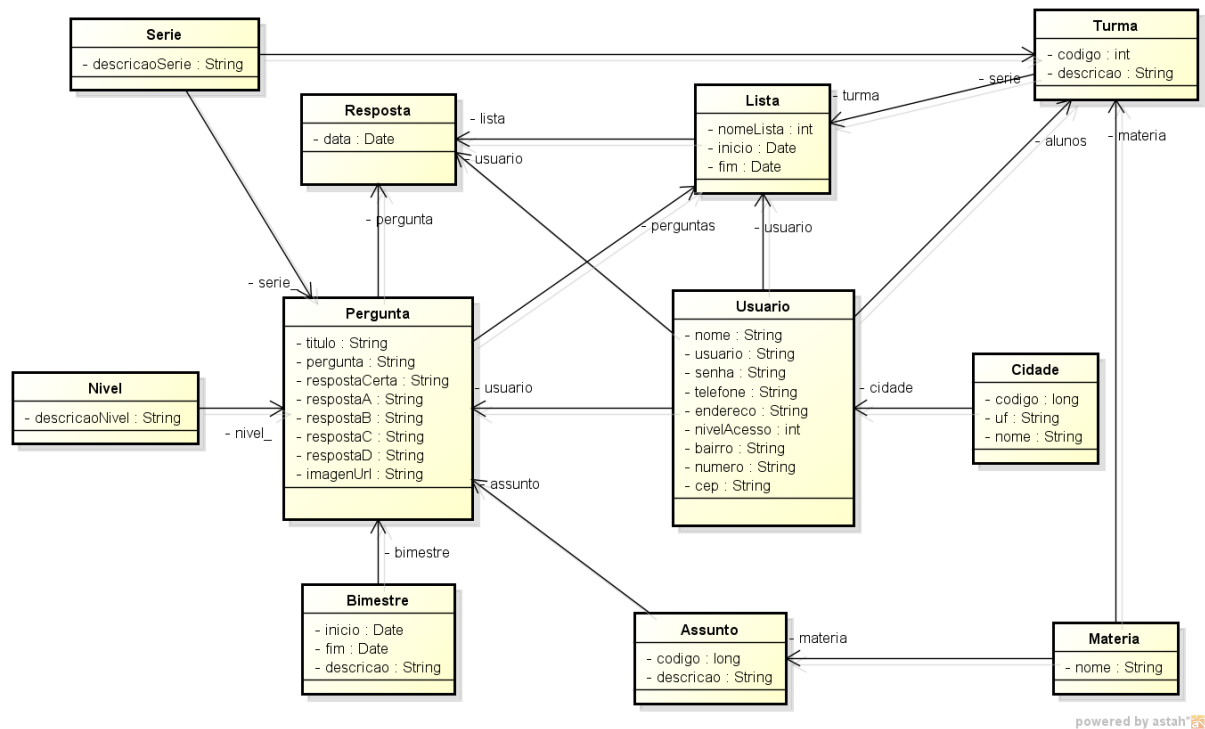 Serie
- descricaoSerie : String
Turma
- codigo : int
- descricao : String
- serie
- turma
Resposta
- data : Date
- lista
- usuario
Lista
- nomeLista : int
- inicio : Date
- fim : Date
- alunos
- materia
- pergunta
- perguntas
- usuario
- serie_
Pergunta
- titulo : String
- pergunta : String
- respostaCerta : String
- respostaA : String
- respostaB : String
- respostaC : String
- respostaD : String
- imagenUrl : String
Usuario
- nome : String
- usuario : String
- senha : String
- telefone : String
- endereco : String
- nivelAcesso : int
- bairro : String
- numero : String
- cep : String
Cidade
- codigo : long
- uf : String
- nome : String
Nivel
- descricaoNivel : String
- nivel_
- usuario
- cidade
- assunto
- bimestre
Bimestre
- inicio : Date
- fim : Date
- descricao : String
Assunto
- codigo : long
- descricao : String
- materia
Materia
- nome : String
powered by astah*